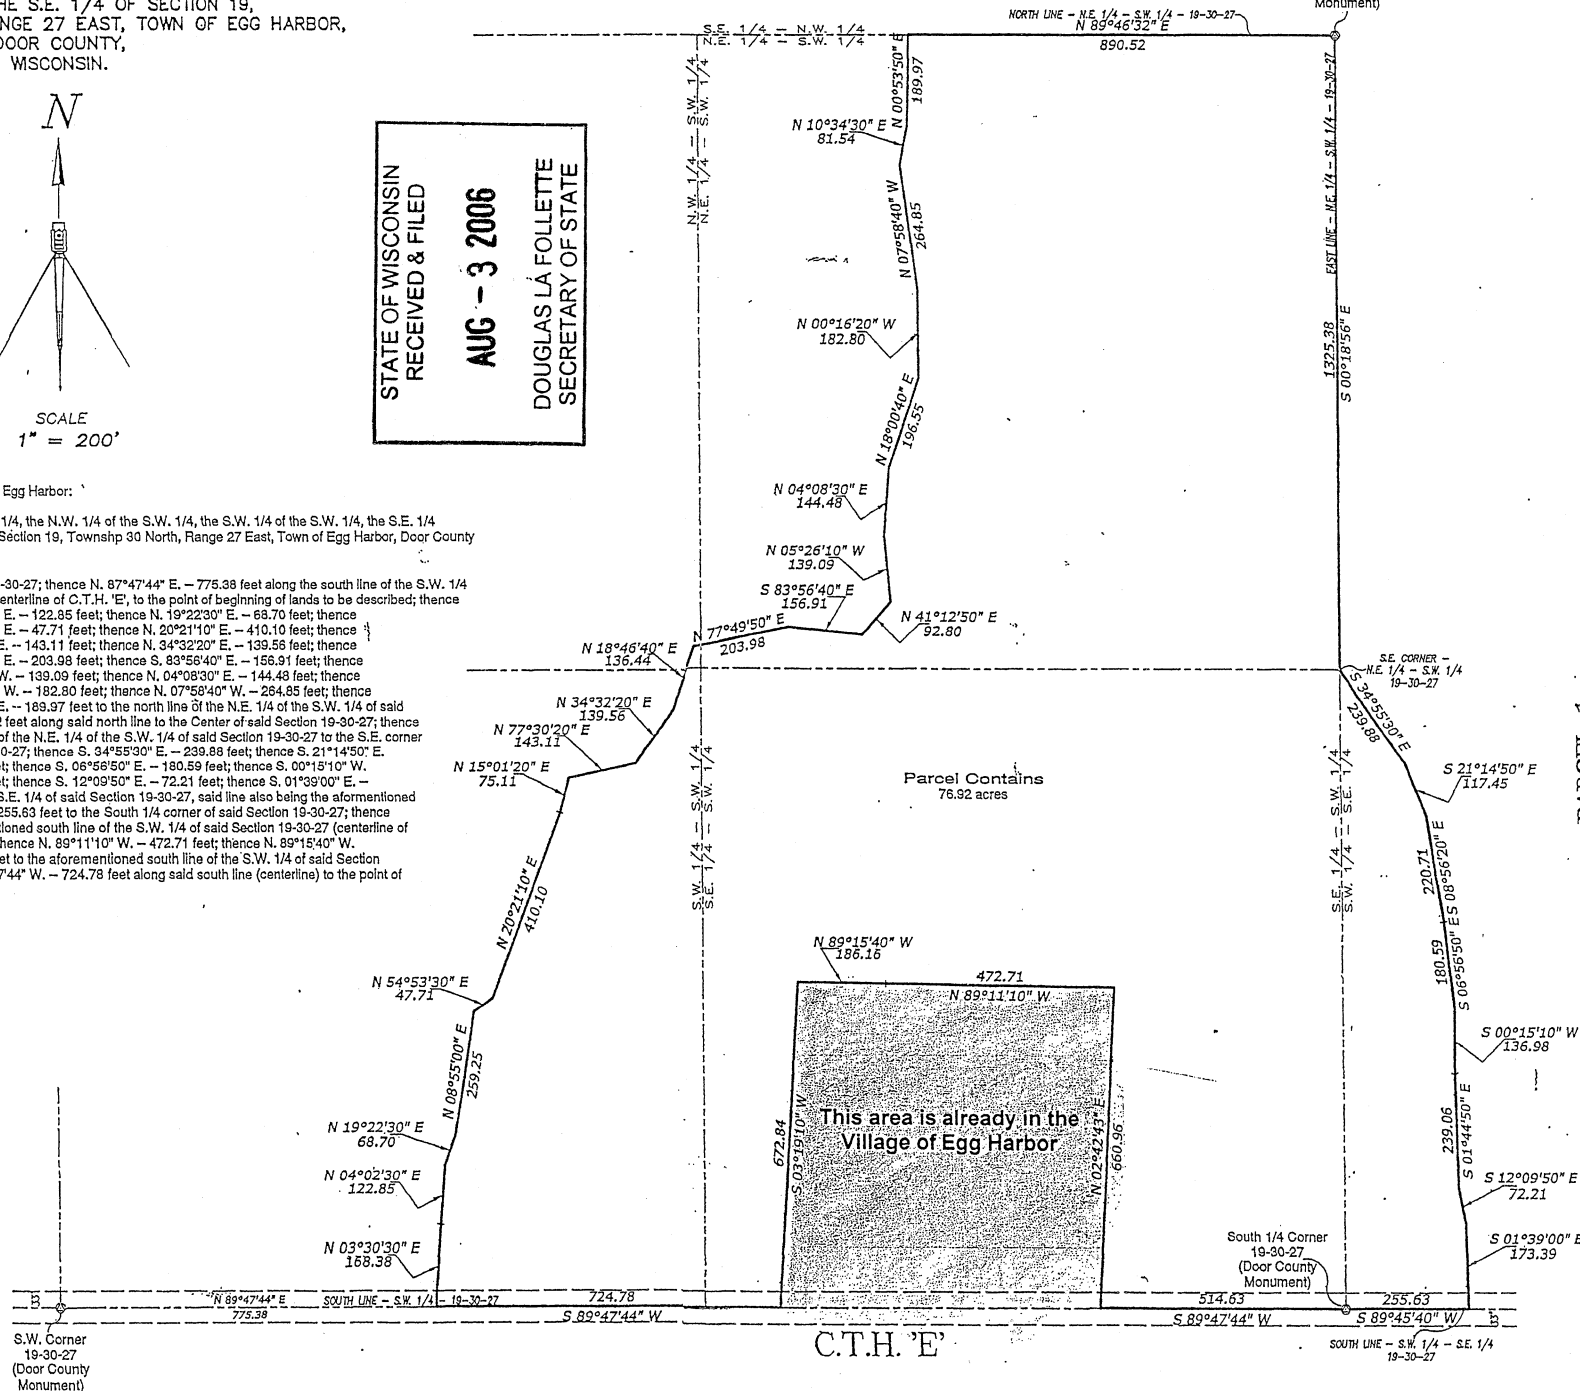 HE S.E. 1/4 OF SECTION 19,
NGE 27 EAST, TOWN OF EGG HARBOR,
DOOR COUNTY,
WISCONSIN.
N
SCALE
1" = 200'
STATE OF WISCONSIN
RECEIVED & FILED
AUG - 3 2006
DOUGLAS LA FOLLETTE
SECRETARY OF STATE
Egg Harbor:
1/4, the N.W. 1/4 of the S.W. 1/4, the S.W. 1/4 of the S.W. 1/4, the S.E. 1/4
Section 19, Townshp 30 North, Range 27 East, Town of Egg Harbor, Door County
-30-27; thence N. 87°47'44" E. – 775.38 feet along the south line of the S.W. 1/4
enterline of C.T.H. 'E', to the point of beginning of lands to be described; thence
E. – 122.85 feet; thence N. 19°22'30" E. – 68.70 feet; thence
E. – 47.71 feet; thence N. 20°21'10" E. – 410.10 feet; thence
E. – 143.11 feet; thence N. 34°32'20" E. – 139.56 feet; thence
E. – 203.98 feet; thence S. 83°56'40" E. – 156.91 feet; thence
W. – 139.09 feet; thence N. 04°08'30" E. – 144.48 feet; thence
W. – 182.80 feet; thence N. 07°58'40" W. – 264.85 feet; thence
E. – 189.97 feet to the north line of the N.E. 1/4 of the S.W. 1/4 of said
feet along said north line to the Center of said Section 19-30-27; thence
of the N.E. 1/4 of the S.W. 1/4 of said Section 19-30-27 to the S.E. corner
0-27; thence S. 34°55'30" E. – 239.88 feet; thence S. 21°14'50" E.
t; thence S. 06°56'50" E. – 180.59 feet; thence S. 00°15'10" W.
t; thence S. 12°09'50" E. – 72.21 feet; thence S. 01°39'00" E. –
S.E. 1/4 of said Section 19-30-27, said line also being the aformentioned
255.63 feet to the South 1/4 corner of said Section 19-30-27; thence
ioned south line of the S.W. 1/4 of said Section 19-30-27 (centerline of
hence N. 89°11'10" W. – 472.71 feet; thence N. 89°15'40" W.
et to the aforementioned south line of the S.W. 1/4 of said Section
7'44" W. – 724.78 feet along said south line (centerline) to the point of
Monument)
NORTH LINE – N.E. 1/4 – S.W. 1/4 – 19-30-27
N 89°46'32" E
890.52
S.E. 1/4 – N.W. 1/4
N.E. 1/4 – S.W. 1/4
N.W. 1/4 – S.W. 1/4
N.E. 1/4 – S.W. 1/4
N 00°53'50" E
189.97
N 10°34'30" E
81.54
N 07°58'40" W
264.85
N 00°16'20" W
182.80
N 18°00'40" E
196.55
N 04°08'30" E
144.48
N 05°26'10" W
139.09
S 83°56'40" E
156.91
N 41°12'50" E
92.80
N 77°49'50" E
203.98
N 18°46'40" E
136.44
N 34°32'20" E
139.56
N 77°30'20" E
143.11
N 15°01'20" E
75.11
N 20°21'10" E
410.10
N 54°53'30" E
47.71
N 08°55'00" E
259.25
N 19°22'30" E
68.70
N 04°02'30" E
122.85
N 03°30'30" E
168.38
EAST LINE – N.E. 1/4 – S.W. 1/4 – 19-30-27
1325.38
S 00°18'56" E
S.E. CORNER –
N.E. 1/4 – S.W. 1/4
19-30-27
S 34°55'30" E
239.88
S 21°14'50" E
117.45
S 08°56'20" E
220.71
S 06°56'50" E
180.59
S 00°15'10" W
136.98
S 01°44'50" E
239.06
S 12°09'50" E
72.21
S 01°39'00" E
173.39
Parcel Contains
76.92 acres
S.W. 1/4 – S.W. 1/4
S.E. 1/4 – S.W. 1/4
S.E. 1/4 – S.W. 1/4
S.W. 1/4 – S.E. 1/4
N 89°15'40" W
186.16
472.71
N 89°11'10" W
672.84
S 03°19'10" W
This area is already in the
Village of Egg Harbor
N 02°42'43" E
660.96
South 1/4 Corner
19-30-27
(Door County
Monument)
33
N 89°47'44" E
775.38
SOUTH LINE – S.W. 1/4 – 19-30-27
724.78
S 89°47'44" W
514.63
S 89°47'44" W
255.63
S 89°45'40" W
33
SOUTH LINE – S.W. 1/4 – S.E. 1/4
19-30-27
C.T.H. 'E'
S.W. Corner
19-30-27
(Door County
Monument)